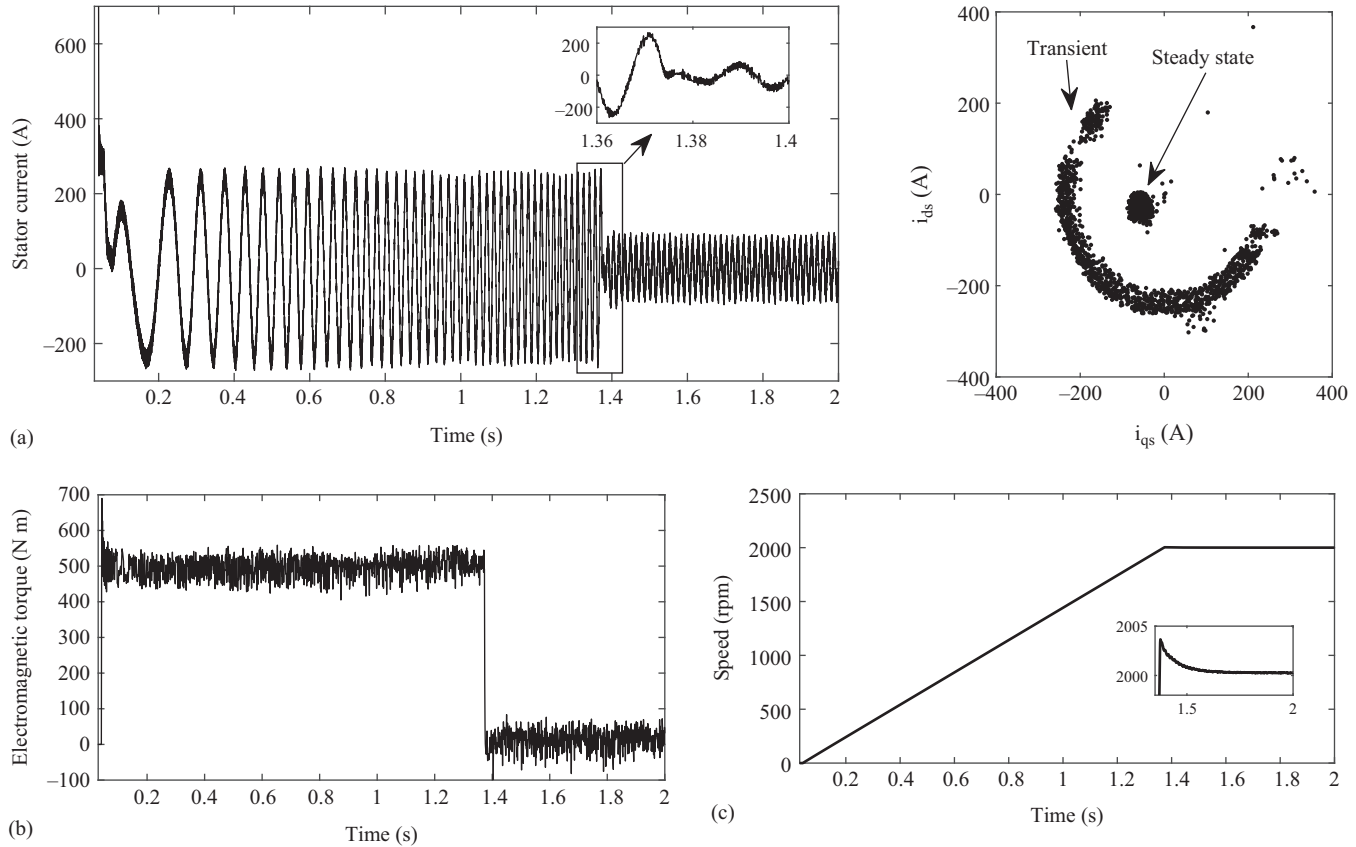 Stator current (A)
600
400
200
0
–200
0.2 0.4 0.6 0.8 1 1.2 1.4 1.6 1.8 2
Time (s)
(a)
200
0
–200
1.36 1.38 1.4
400
200
0
–200
–400
–400 –200 0 200 400
Transient
Steady state
i_ds (A)
i_qs (A)
Electromagnetic torque (N m)
700
600
500
400
300
200
100
0
–100
0.2 0.4 0.6 0.8 1 1.2 1.4 1.6 1.8 2
Time (s)
(b)
Speed (rpm)
2500
2000
1500
1000
500
0
0.2 0.4 0.6 0.8 1 1.2 1.4 1.6 1.8 2
Time (s)
(c)
2005
2000
1.5 2